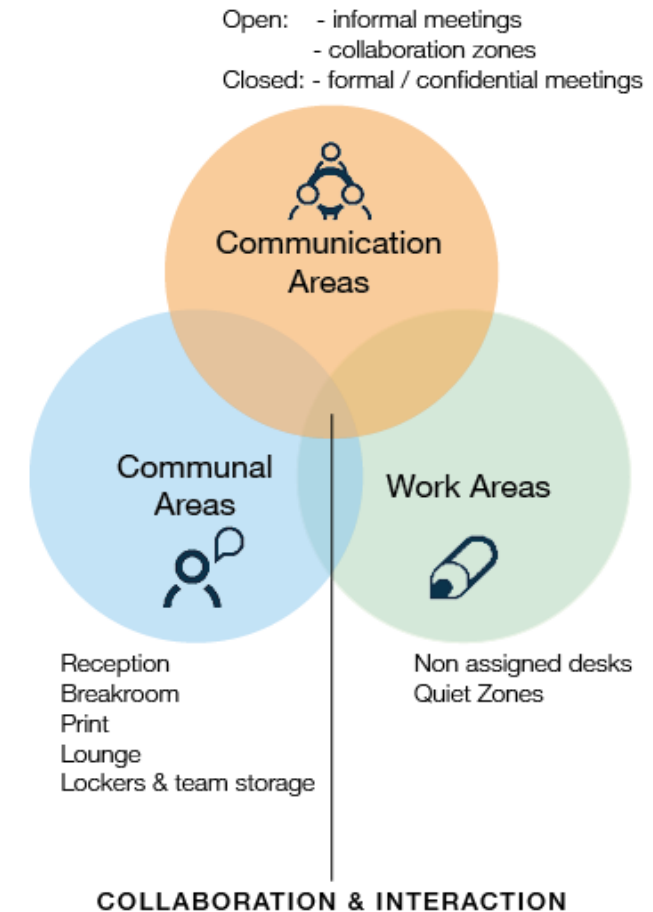 Open: - informal meetings
- collaboration zones
Closed: - formal / confidential meetings
Communication
Areas
Communal
Areas
Work Areas
Reception
Breakroom
Print
Lounge
Lockers & team storage
Non assigned desks
Quiet Zones
COLLABORATION & INTERACTION